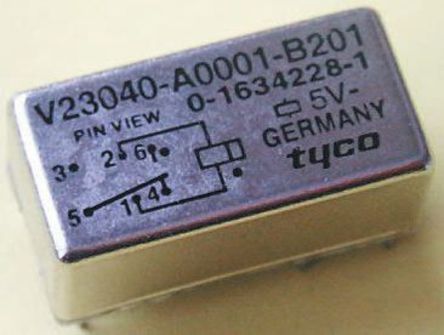 V23040-A0001-B201
0-1634228-1
PIN VIEW
5V-
GERMANY
tyco
3 2 6
5 1 4